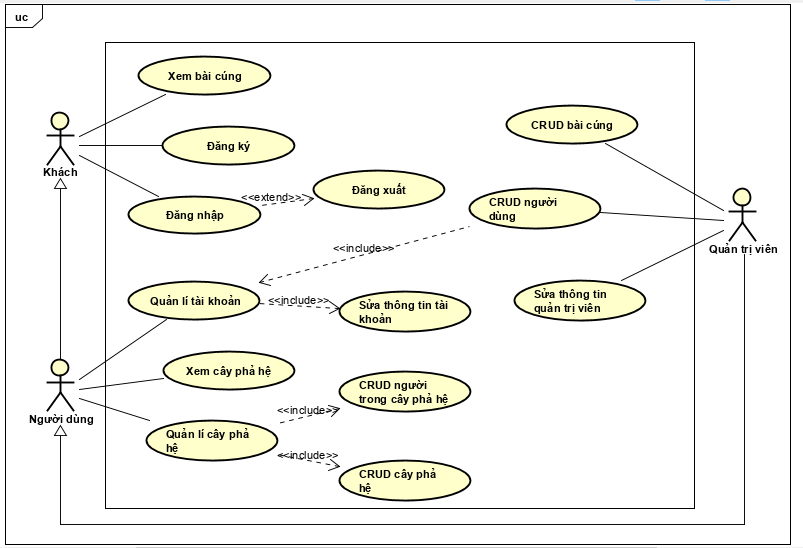 uc
Xem bài cúng
CRUD bài cúng
Đăng ký
Khách
<<extend>>
Đăng xuất
Đăng nhập
CRUD người
dùng
<<include>>
Quản trị viên
Quản lí tài khoản
<<include>>
Sửa thông tin tài
khoản
Sửa thông tin
quản trị viên
Xem cây phả hệ
CRUD người
trong cây phả hệ
<<include>>
Người dùng
Quản lí cây phả
hệ
<<include>>
CRUD cây phả
hệ